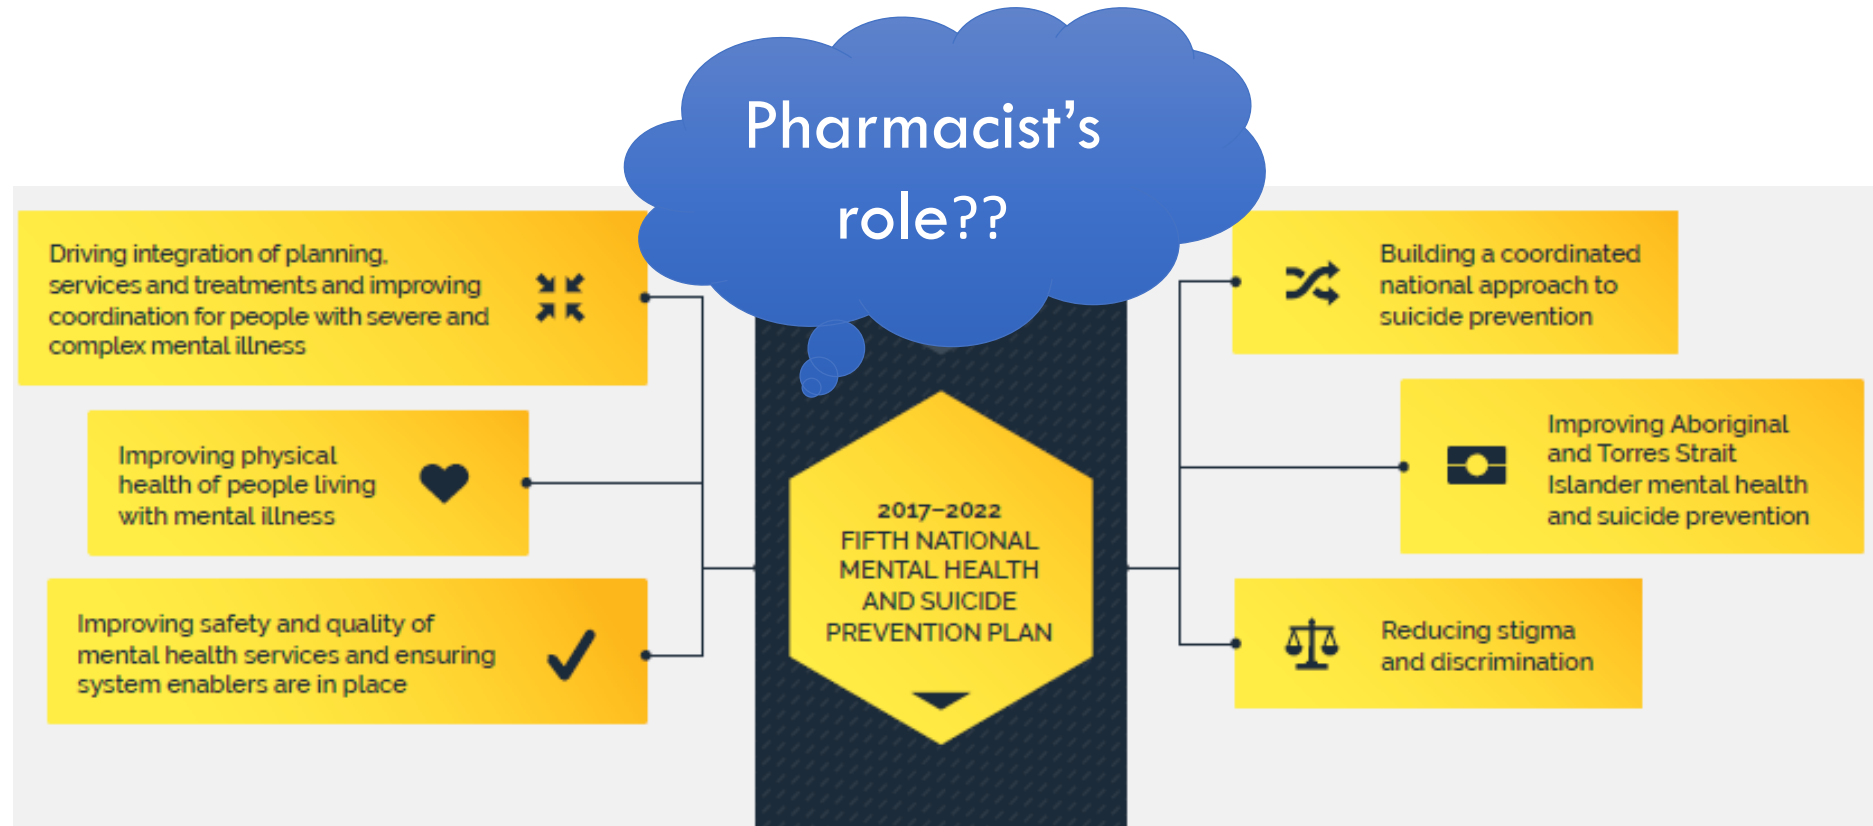 Pharmacist’s
role??
Driving integration of planning,
services and treatments and improving
coordination for people with severe and
complex mental illness
Improving physical
health of people living
with mental illness
Improving safety and quality of
mental health services and ensuring
system enablers are in place
2017–2022
FIFTH NATIONAL
MENTAL HEALTH
AND SUICIDE
PREVENTION PLAN
Building a coordinated
national approach to
suicide prevention
Improving Aboriginal
and Torres Strait
Islander mental health
and suicide prevention
Reducing stigma
and discrimination